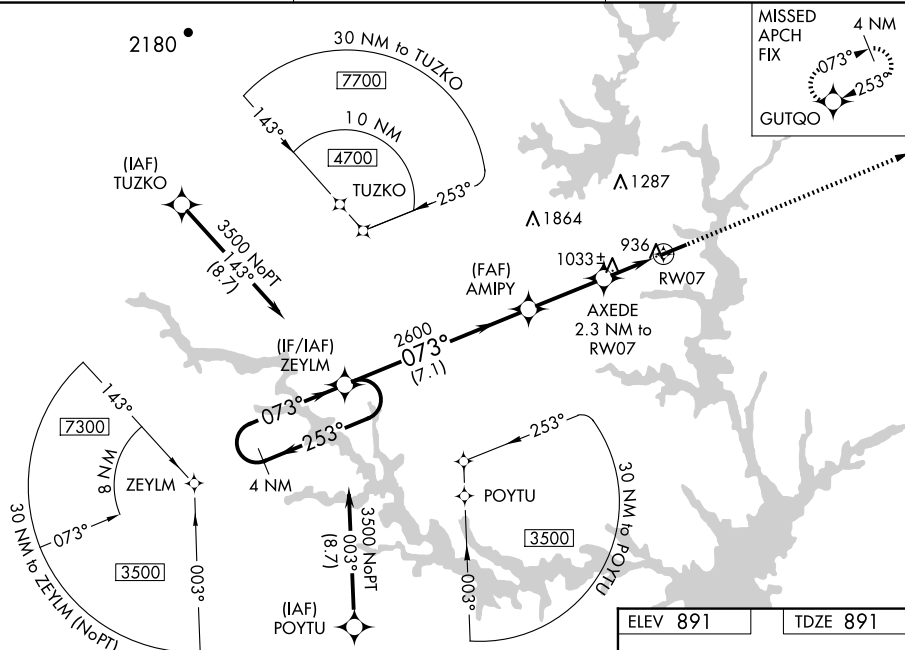 2180
30 NM to TUZKO
7700
143°
10 NM
4700
TUZKO
253°
MISSED
APCH
FIX
4 NM
073°
253°
GUTQO
(IAF)
TUZKO
3500 NoPT
143°
(8.7)
1287
1864
936
1033±
RW07
(FAF)
AMIPY
AXEDE
2.3 NM to
RW07
(IF/IAF)
ZEYLM
2600
073°
(7.1)
073°
253°
4 NM
143°
7300
8 NM
ZEYLM
073°
3500
003°
30 NM to ZEYLM (NoPT)
3500 NoPT
003°
(8.7)
(IAF)
POYTU
253°
POYTU
3500
003°
30 NM to POYTU
ELEV 891
TDZE 891